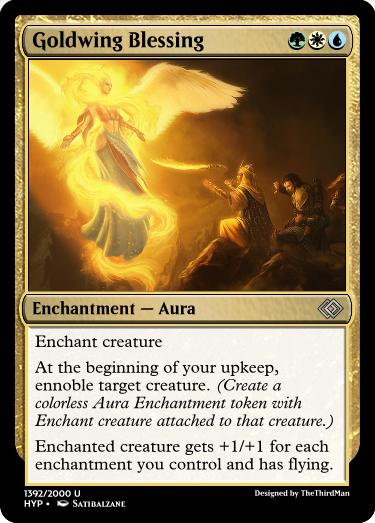 Goldwing Blessing
Enchantment — Aura
Enchant creature
At the beginning of your upkeep,
ennoble target creature. (Create a
colorless Aura Enchantment token with
Enchant creature attached to that creature.)
Enchanted creature gets +1/+1 for each
enchantment you control and has flying.
1392/2000 U
Designed by TheThirdMan
HYP • Satibalzane